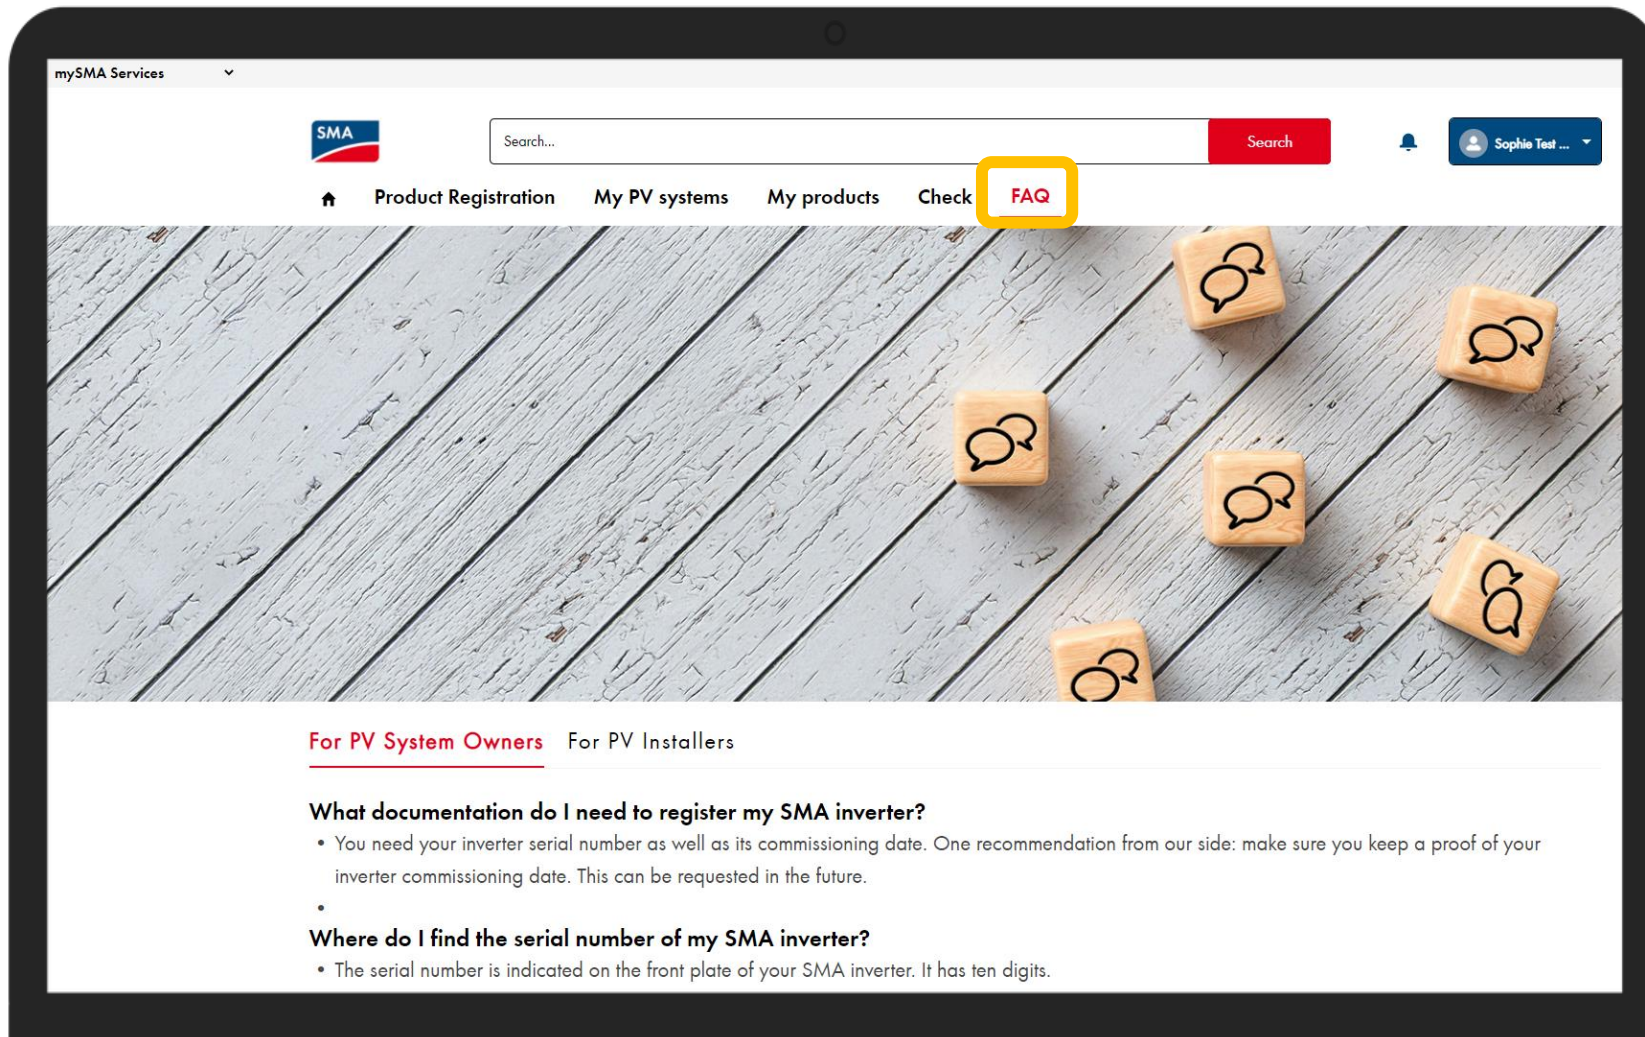 mySMA Services
SMA
Search...
Search
Sophie Test ...
Product Registration
My PV systems
My products
Check
FAQ
For PV System Owners
For PV Installers
What documentation do I need to register my SMA inverter?
• You need your inverter serial number as well as its commissioning date. One recommendation from our side: make sure you keep a proof of your
inverter commissioning date. This can be requested in the future.
•
Where do I find the serial number of my SMA inverter?
• The serial number is indicated on the front plate of your SMA inverter. It has ten digits.